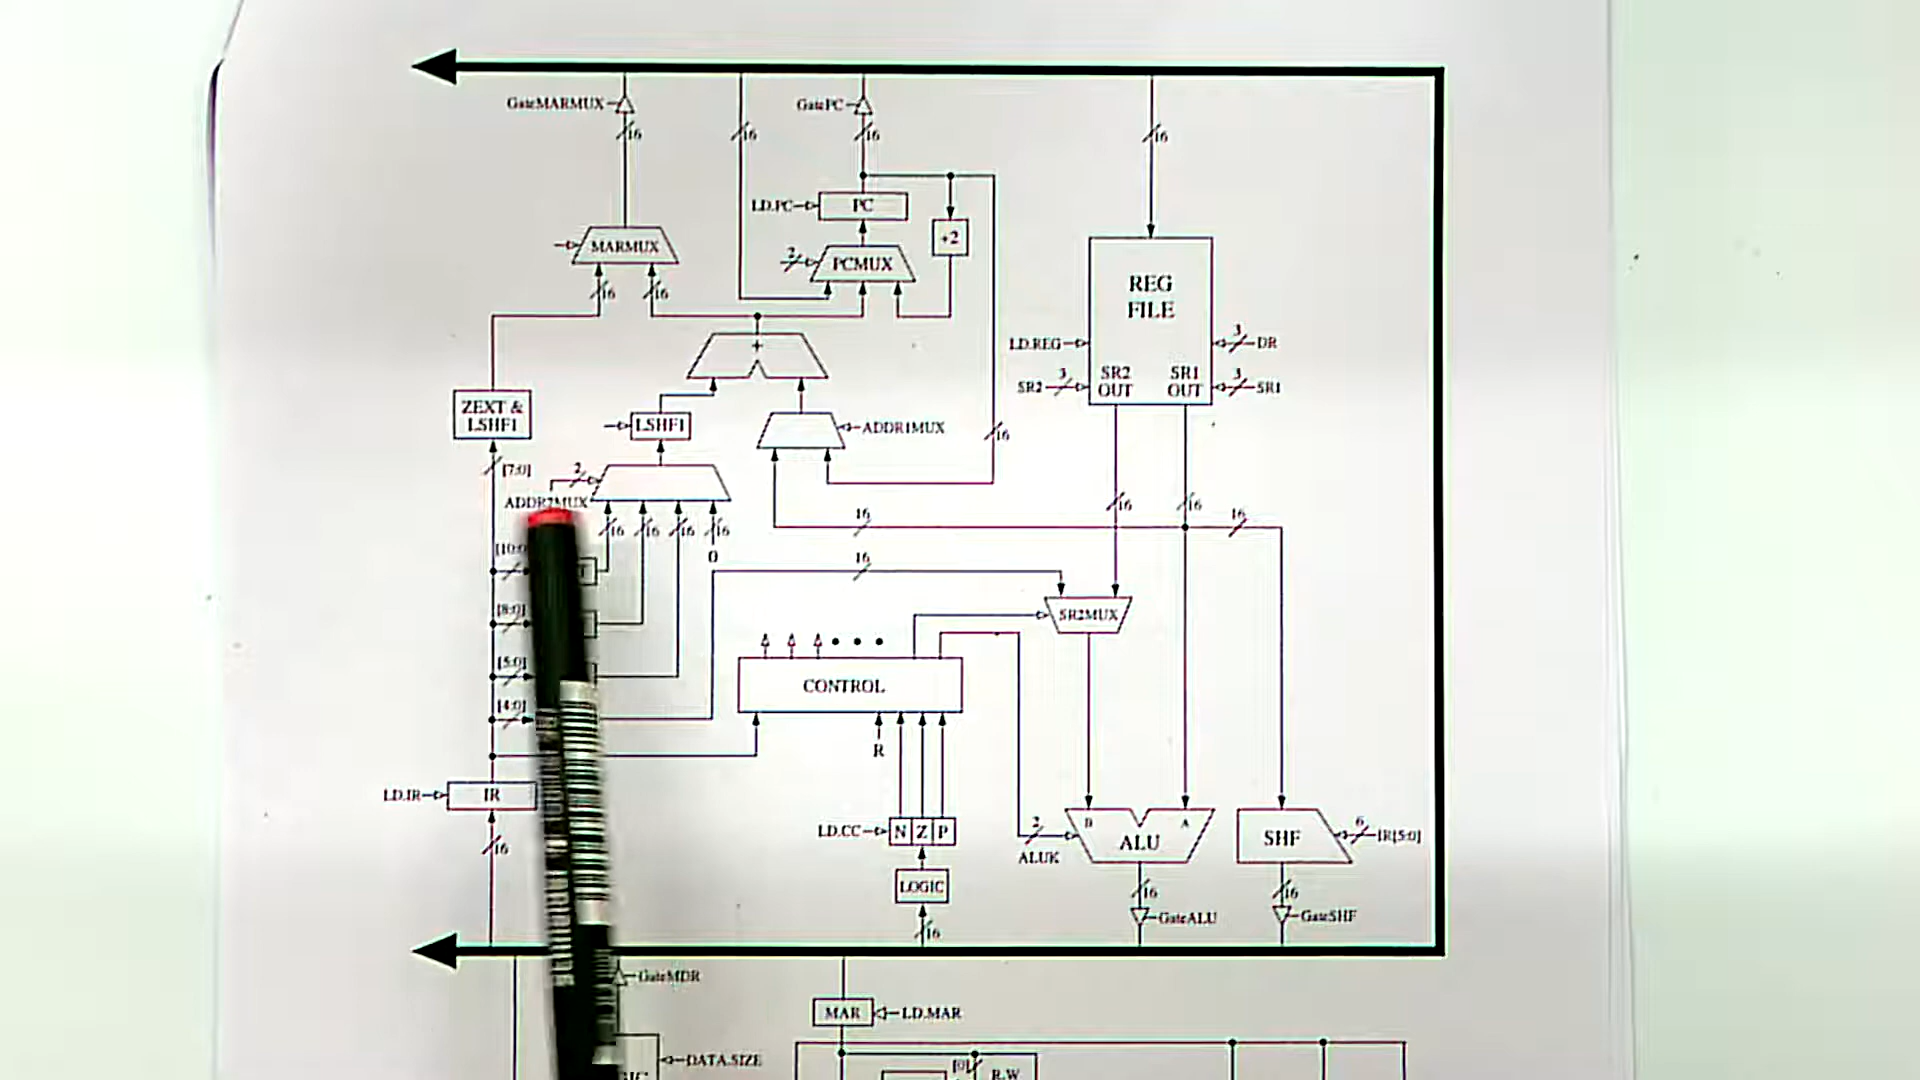 GateMARMUX
GatePC
16
16
16
16
LD.PC
PC
MARMUX
2
PCMUX
+2
16
16
REG
FILE
+
LD.REG
3
DR
SR2
3
SR2
OUT
SR1
OUT
3
SR1
ZEXT &
LSHF1
LSHF1
ADDR1MUX
16
[7:0]
2
ADDR2MUX
16
16
16
16
16
16
16
16
0
[10:0
T
16
[8:0]
SR2MUX
[5:0]
CONTROL
[4:0]
R
LD.IR
IR
16
LD.CC
N Z P
2
ALUK
B
A
ALU
SHF
6
IR[5:0]
LOGIC
16
16
16
GateALU
GateSHF
GateMDR
MAR
LD.MAR
DATA.SIZE
[0]
R.W
GIC